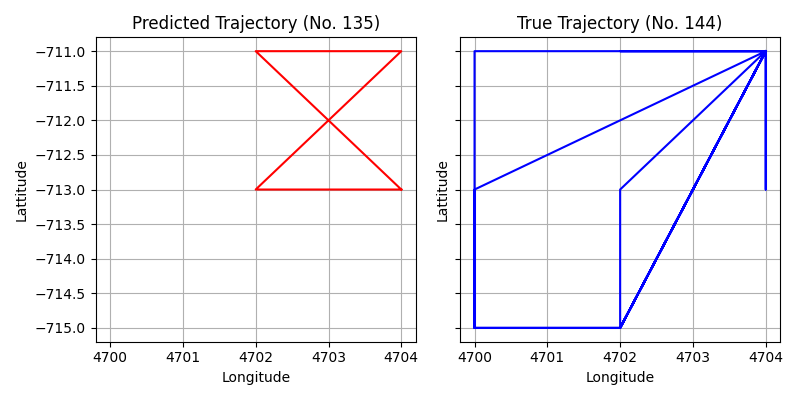 Predicted Trajectory (No. 135)
True Trajectory (No. 144)
−711.0
−711.5
−712.0
−712.5
−713.0
−713.5
−714.0
−714.5
−715.0
Lattitude
Lattitude
4700 4701 4702 4703 4704
4700 4701 4702 4703 4704
Longitude
Longitude